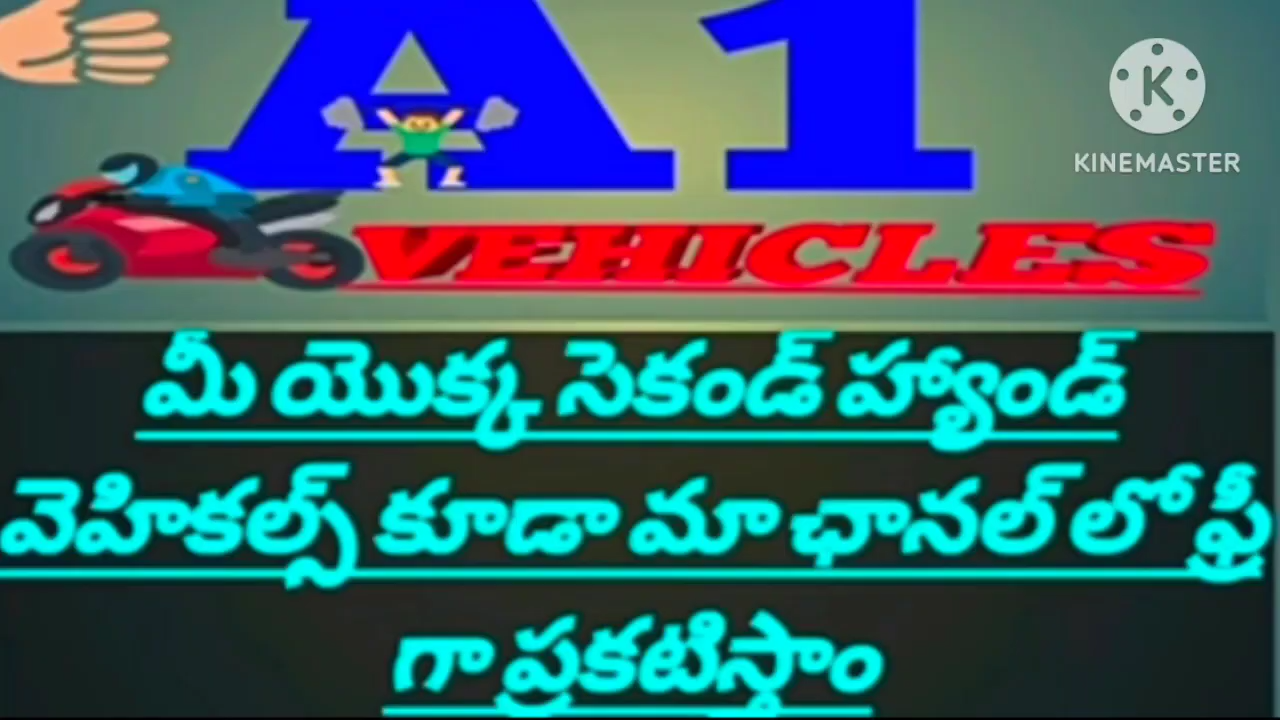 A1
KINEMASTER
VEHICLES
మీ యొక్క సెకండ్ హ్యాండ్
వెహికల్స్ కూడా మా ఛానల్ లో ఫ్రీ
గా ప్రకటిస్తాం